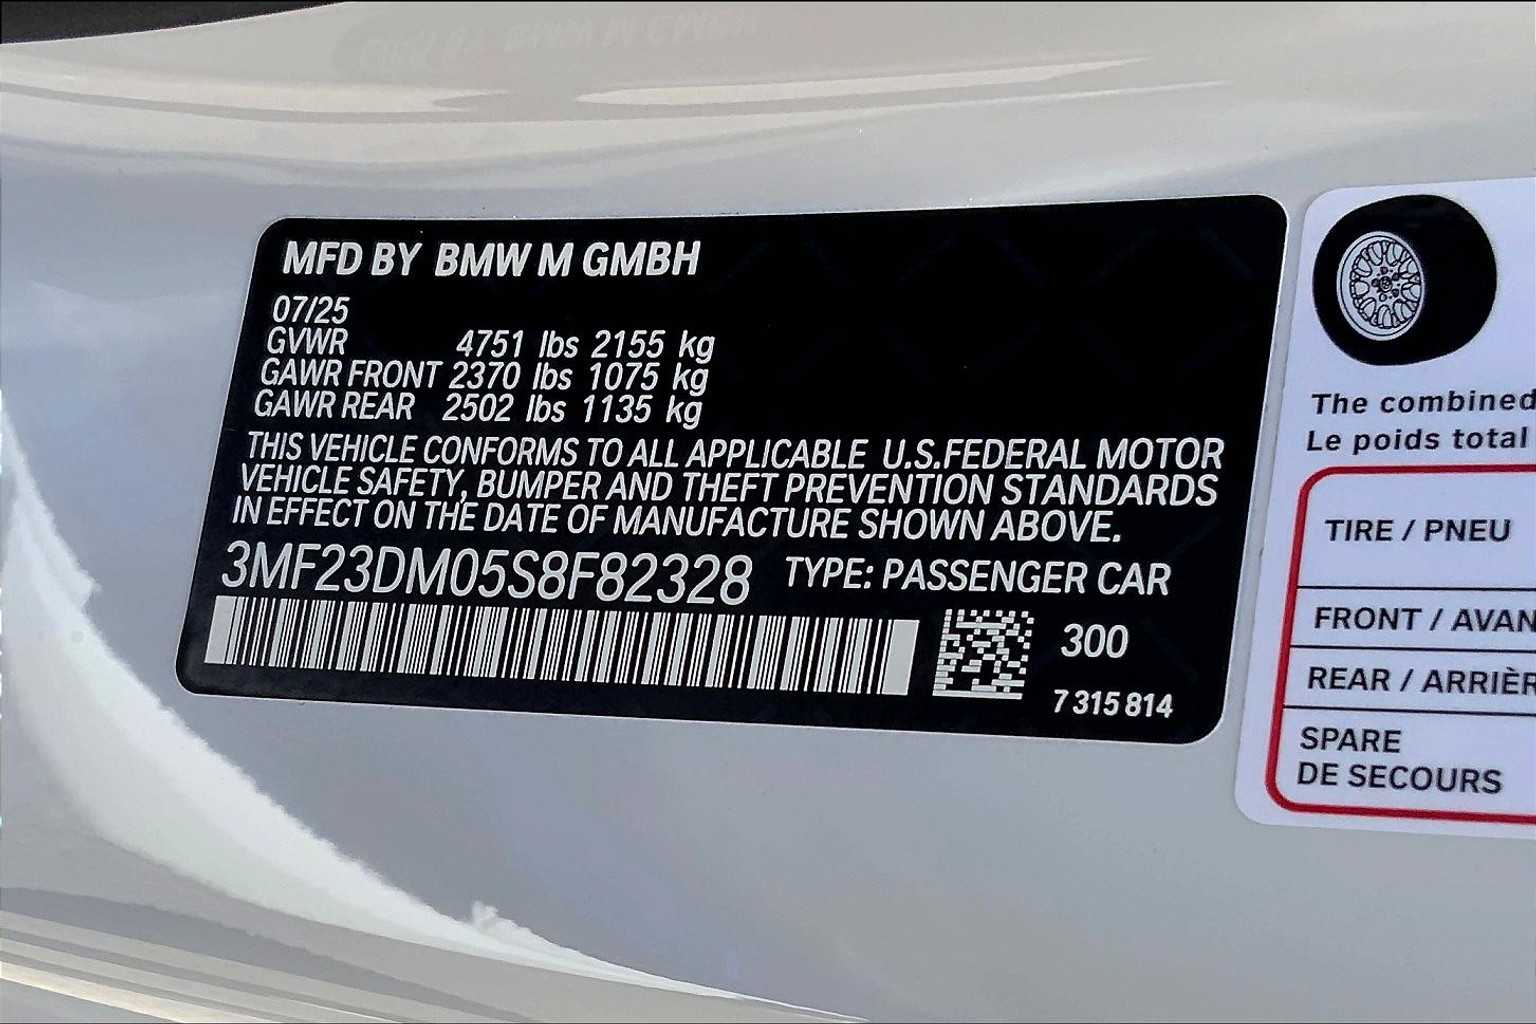 MFD BY BMW M GMBH
07/25
GVWR 4751 lbs 2155 kg
GAWR FRONT 2370 lbs 1075 kg
GAWR REAR 2502 lbs 1135 kg
THIS VEHICLE CONFORMS TO ALL APPLICABLE U.S.FEDERAL MOTOR
VEHICLE SAFETY, BUMPER AND THEFT PREVENTION STANDARDS
IN EFFECT ON THE DATE OF MANUFACTURE SHOWN ABOVE.
3MF23DM05S8F82328 TYPE: PASSENGER CAR
300
7 315 814
The combined
Le poids total
TIRE / PNEU
FRONT / AVAN
REAR / ARRIÈR
SPARE
DE SECOURS